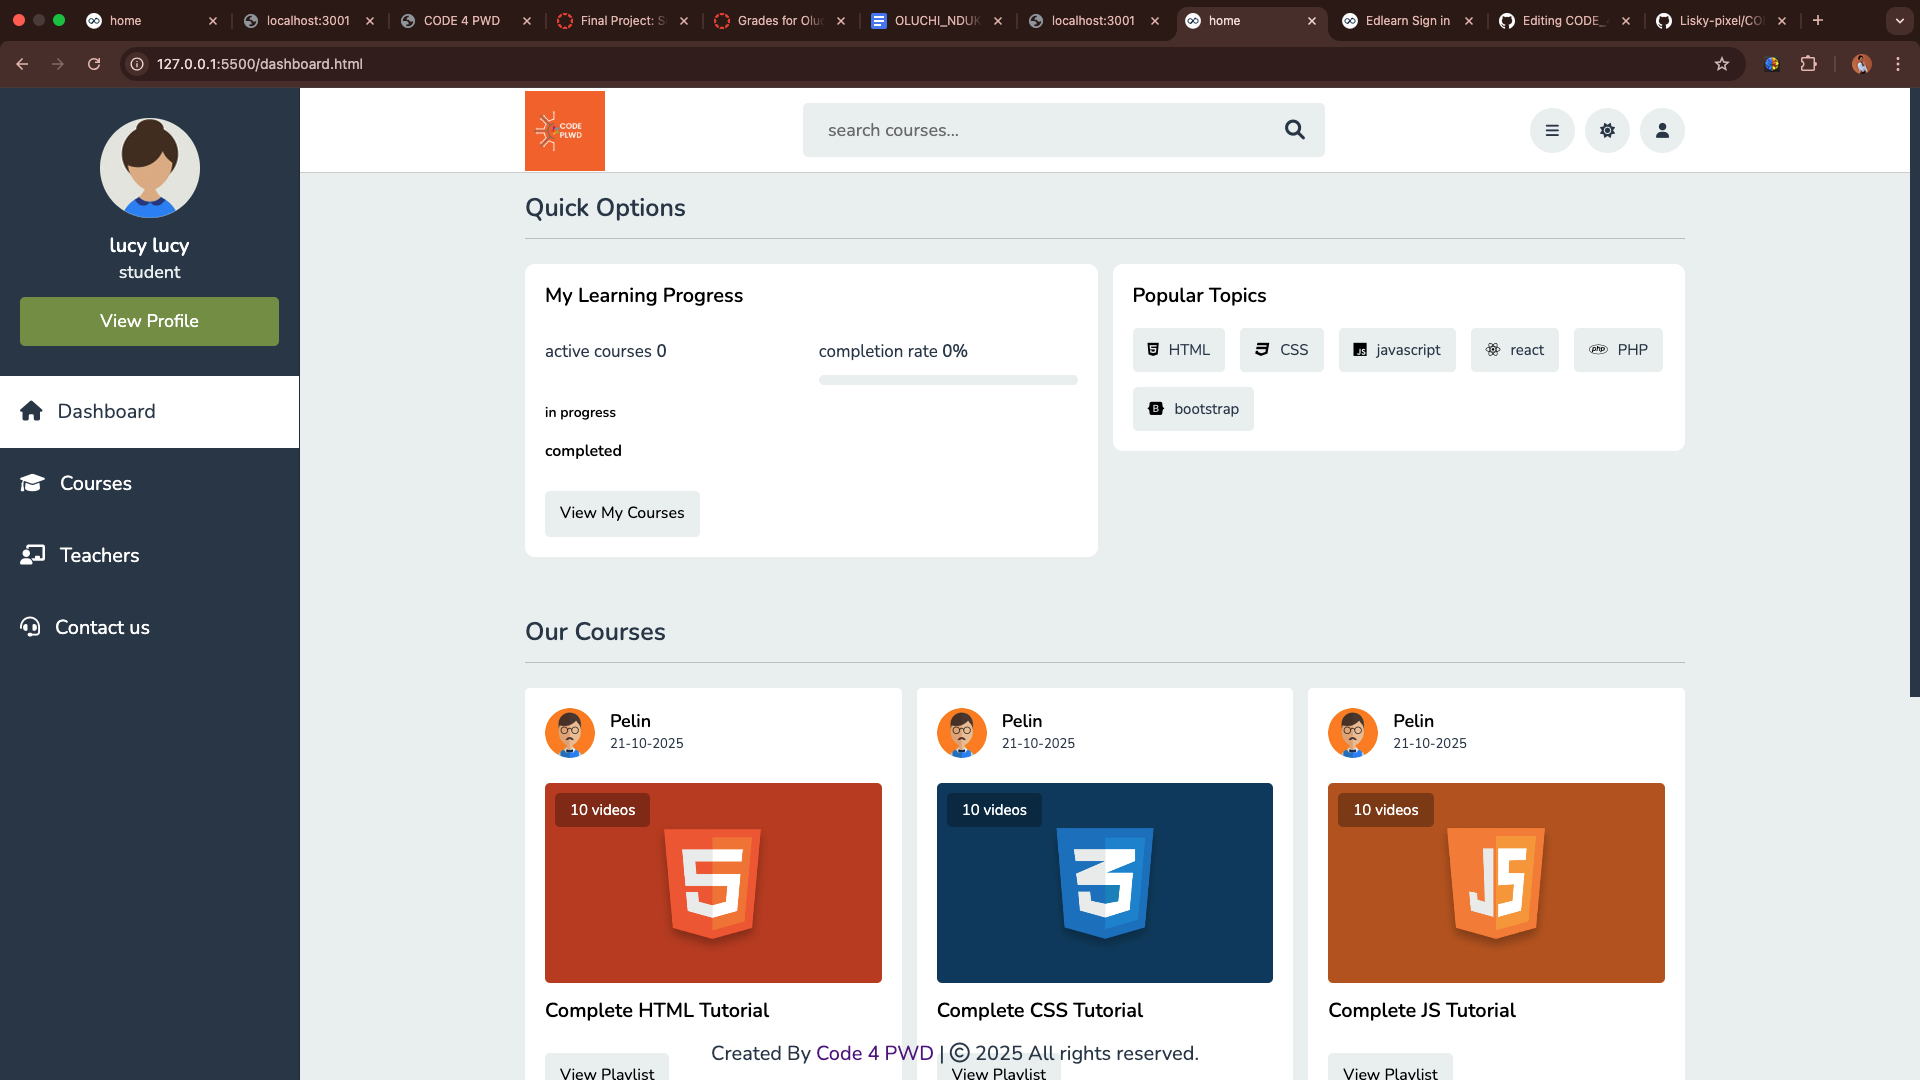 home
localhost:3001
CODE 4 PWD
Final Project: S
Grades for Oluc
OLUCHI_NDUK
localhost:3001
home
Edlearn Sign in
Editing CODE_
Lisky-pixel/CO
127.0.0.1:5500/dashboard.html
lucy lucy
student
View Profile
Dashboard
Courses
Teachers
Contact us
CODE
PLWD
search courses...
Quick Options
My Learning Progress
active courses 0
completion rate 0%
in progress
completed
View My Courses
Popular Topics
HTML
CSS
javascript
react
php PHP
bootstrap
Our Courses
Pelin
21-10-2025
10 videos
Complete HTML Tutorial
View Playlist
Pelin
21-10-2025
10 videos
Complete CSS Tutorial
View Playlist
Pelin
21-10-2025
10 videos
JS
Complete JS Tutorial
View Playlist
Created By Code 4 PWD | © 2025 All rights reserved.